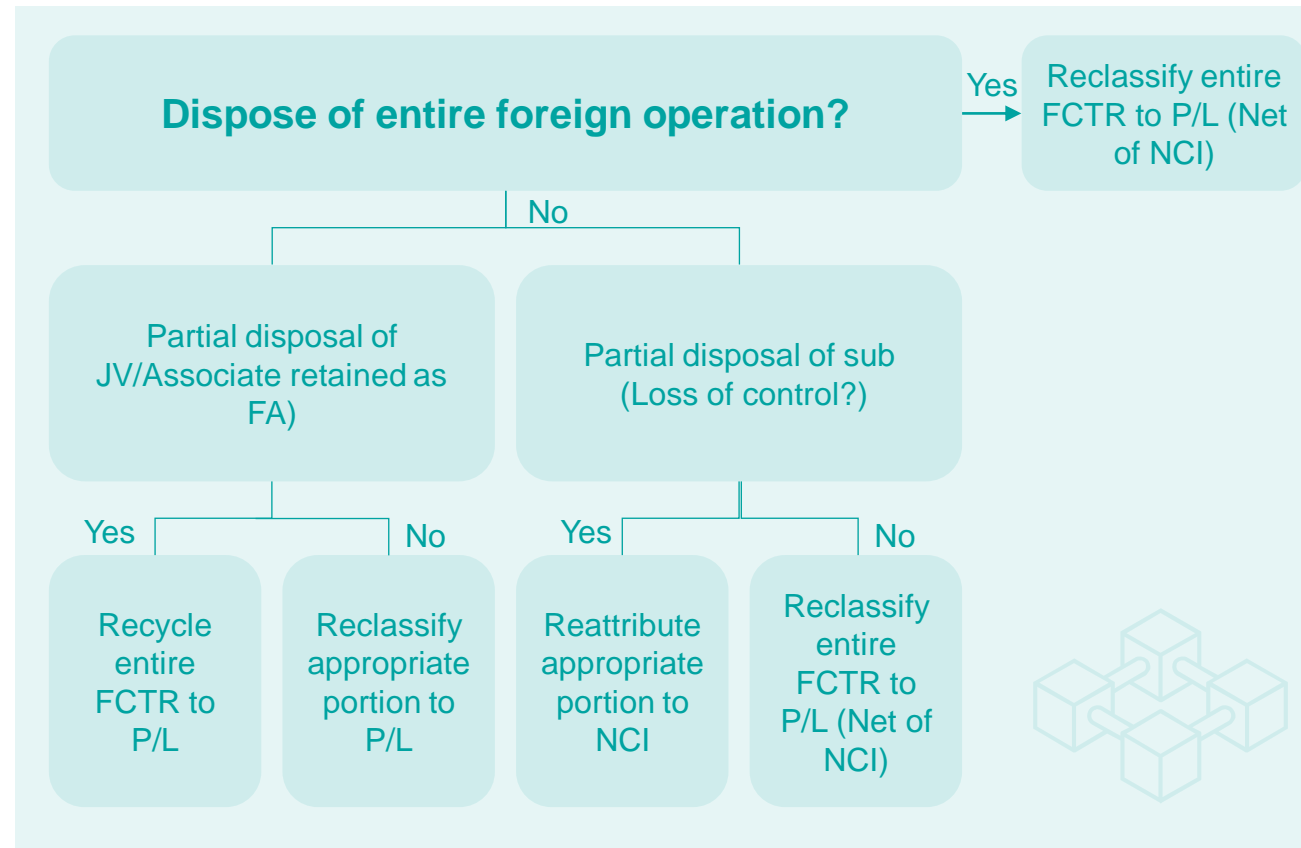 Dispose of entire foreign operation?
Yes
Reclassify entire
FCTR to P/L (Net
of NCI)
No
Partial disposal of
JV/Associate retained as
FA)
Partial disposal of sub
(Loss of control?)
Yes
No
Yes
No
Recycle
entire
FCTR to
P/L
Reclassify
appropriate
portion to
P/L
Reattribute
appropriate
portion to
NCI
Reclassify
entire
FCTR to
P/L (Net of
NCI)